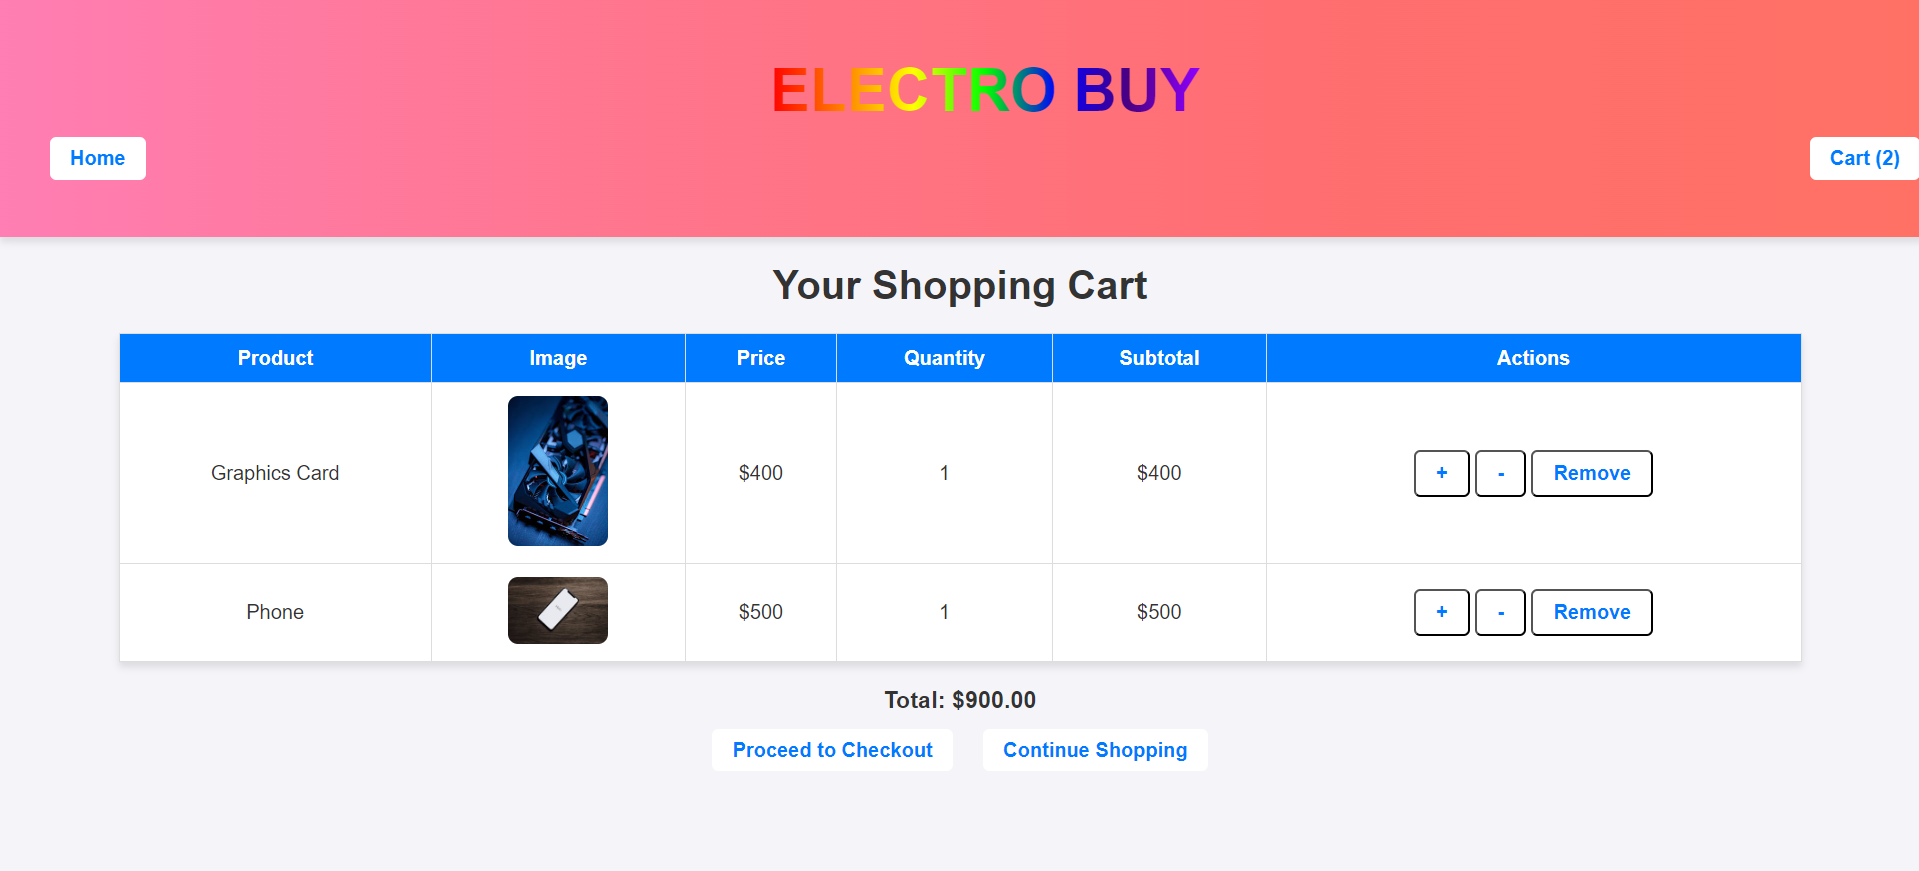 ELECTRO BUY
Home
Cart (2)
Your Shopping Cart
Product Image Price Quantity Subtotal Actions
Graphics Card $400 1 $400 + - Remove
Phone $500 1 $500 + - Remove
Total: $900.00
Proceed to Checkout Continue Shopping